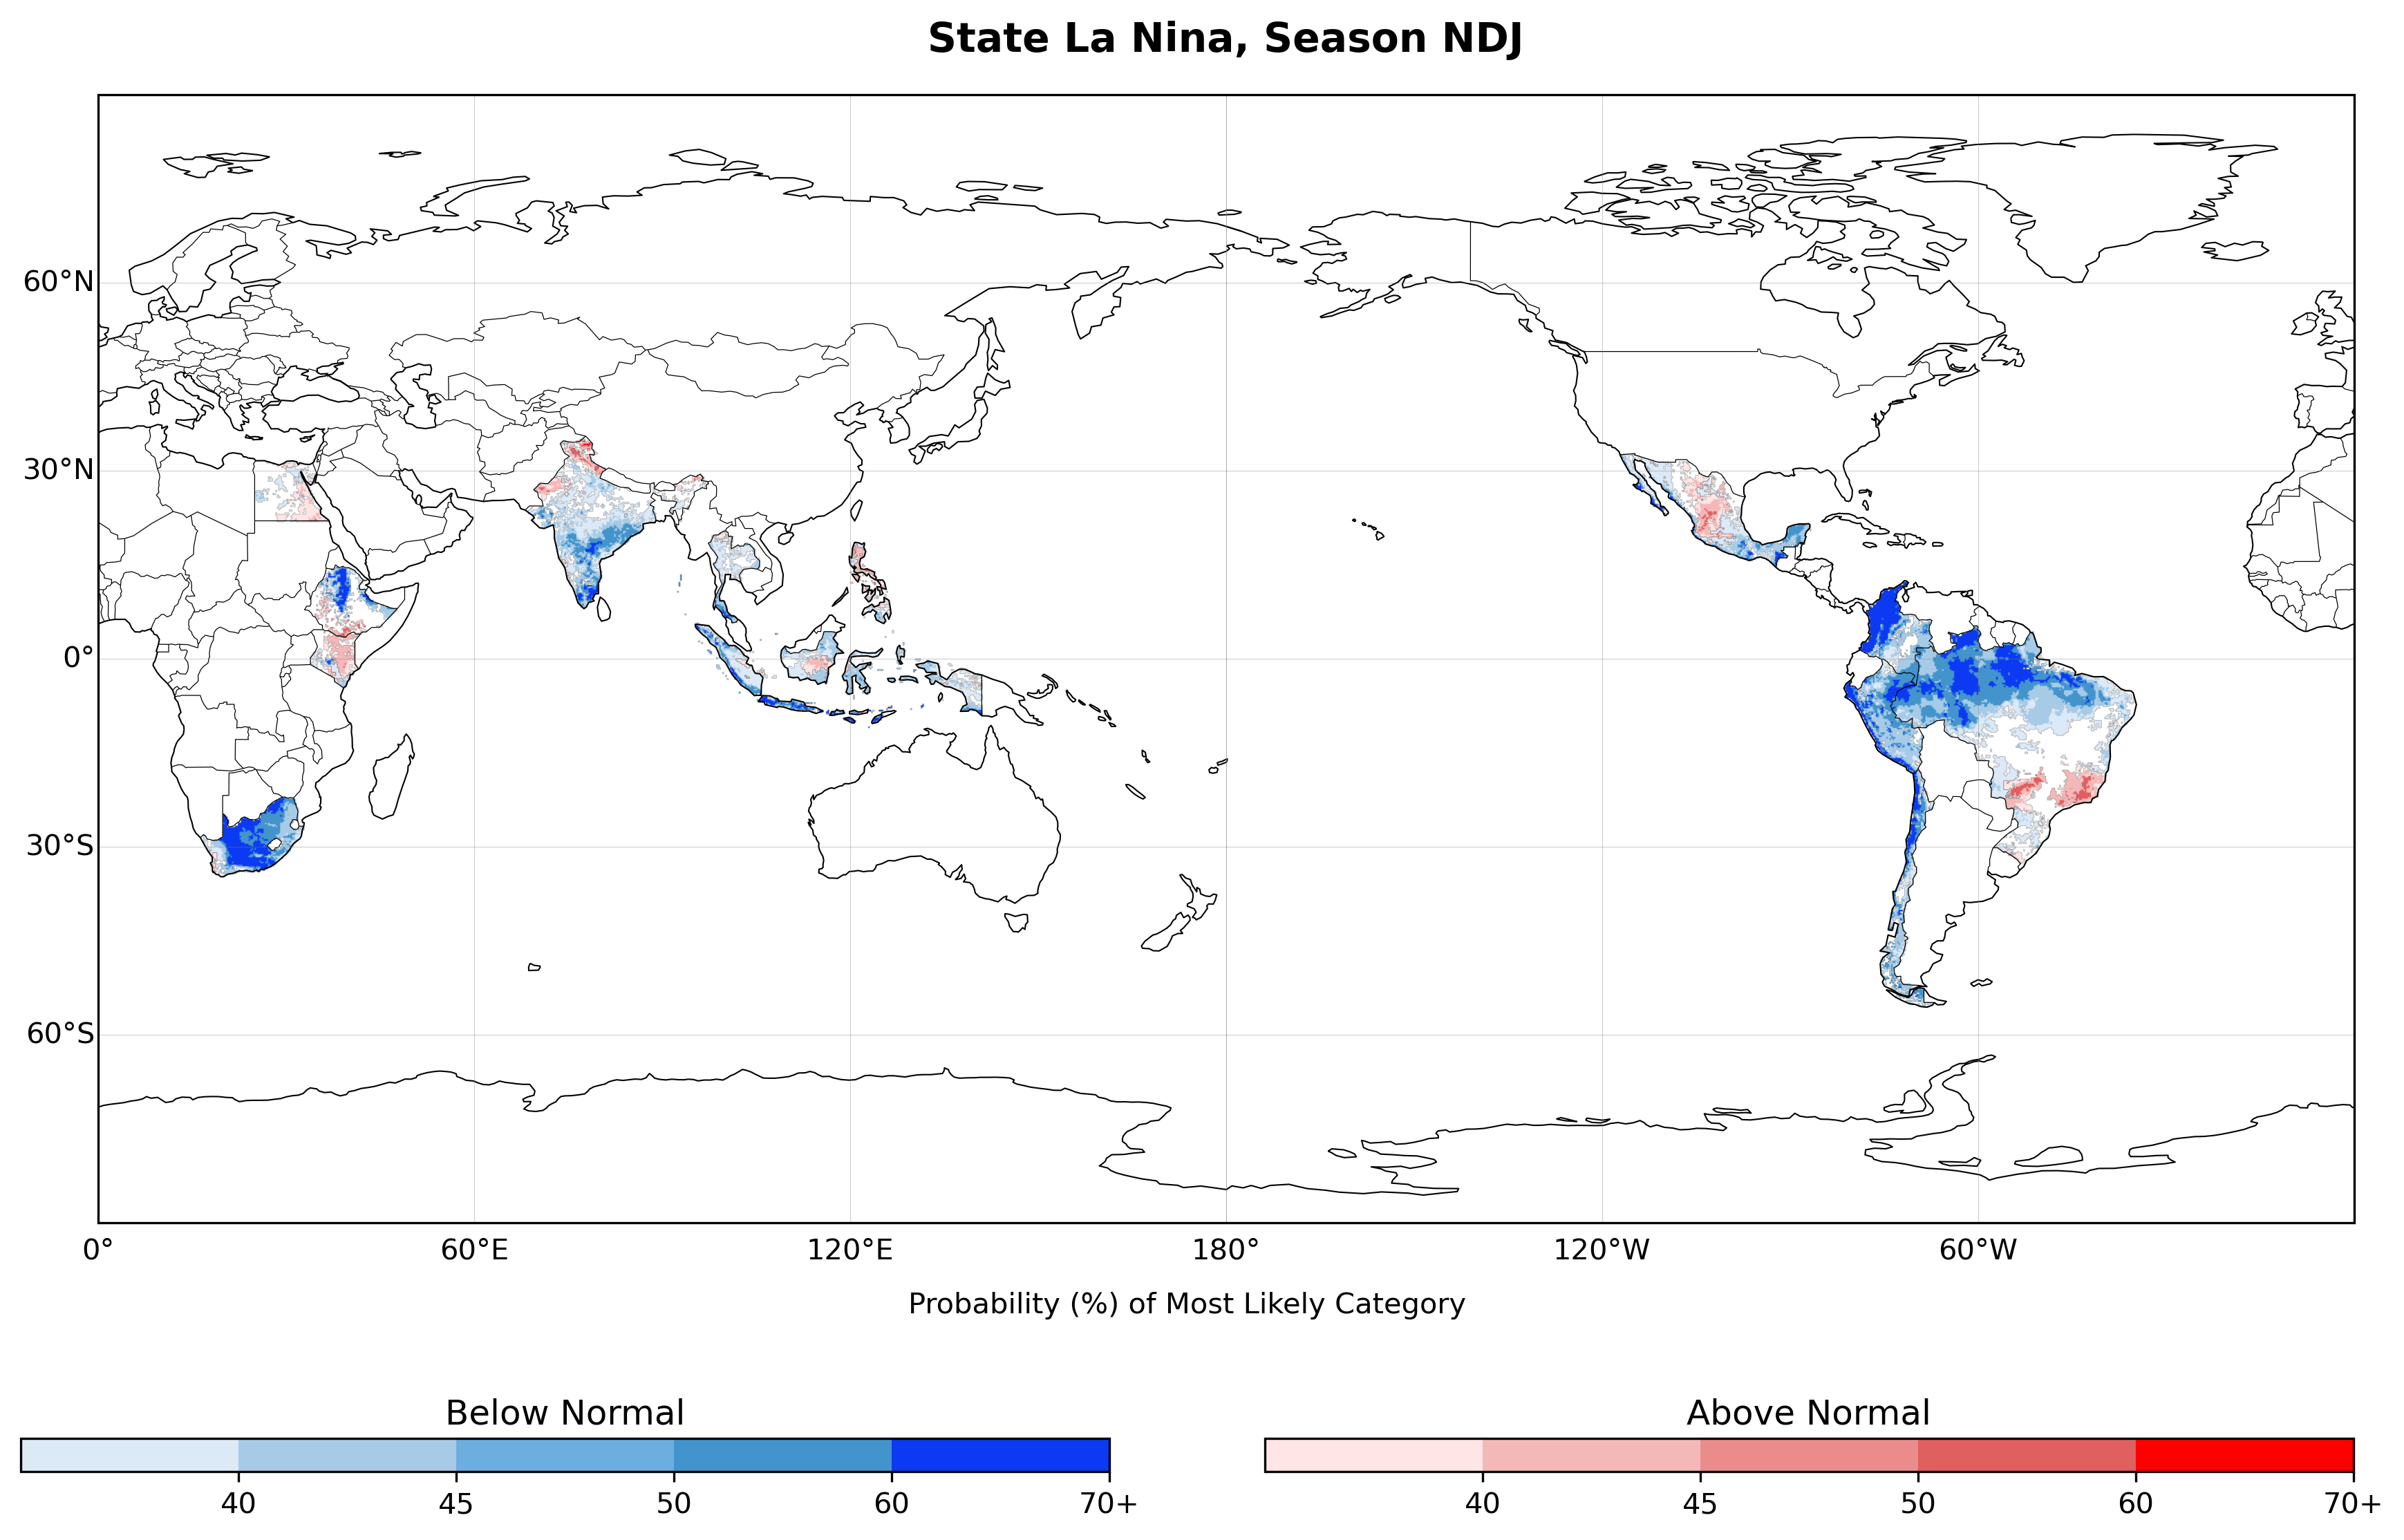 State La Nina, Season NDJ
60°N
30°N
0°
30°S
60°S
0° 60°E 120°E 180° 120°W 60°W
Probability (%) of Most Likely Category
Below Normal Above Normal
40 45 50 60 70+ 40 45 50 60 70+